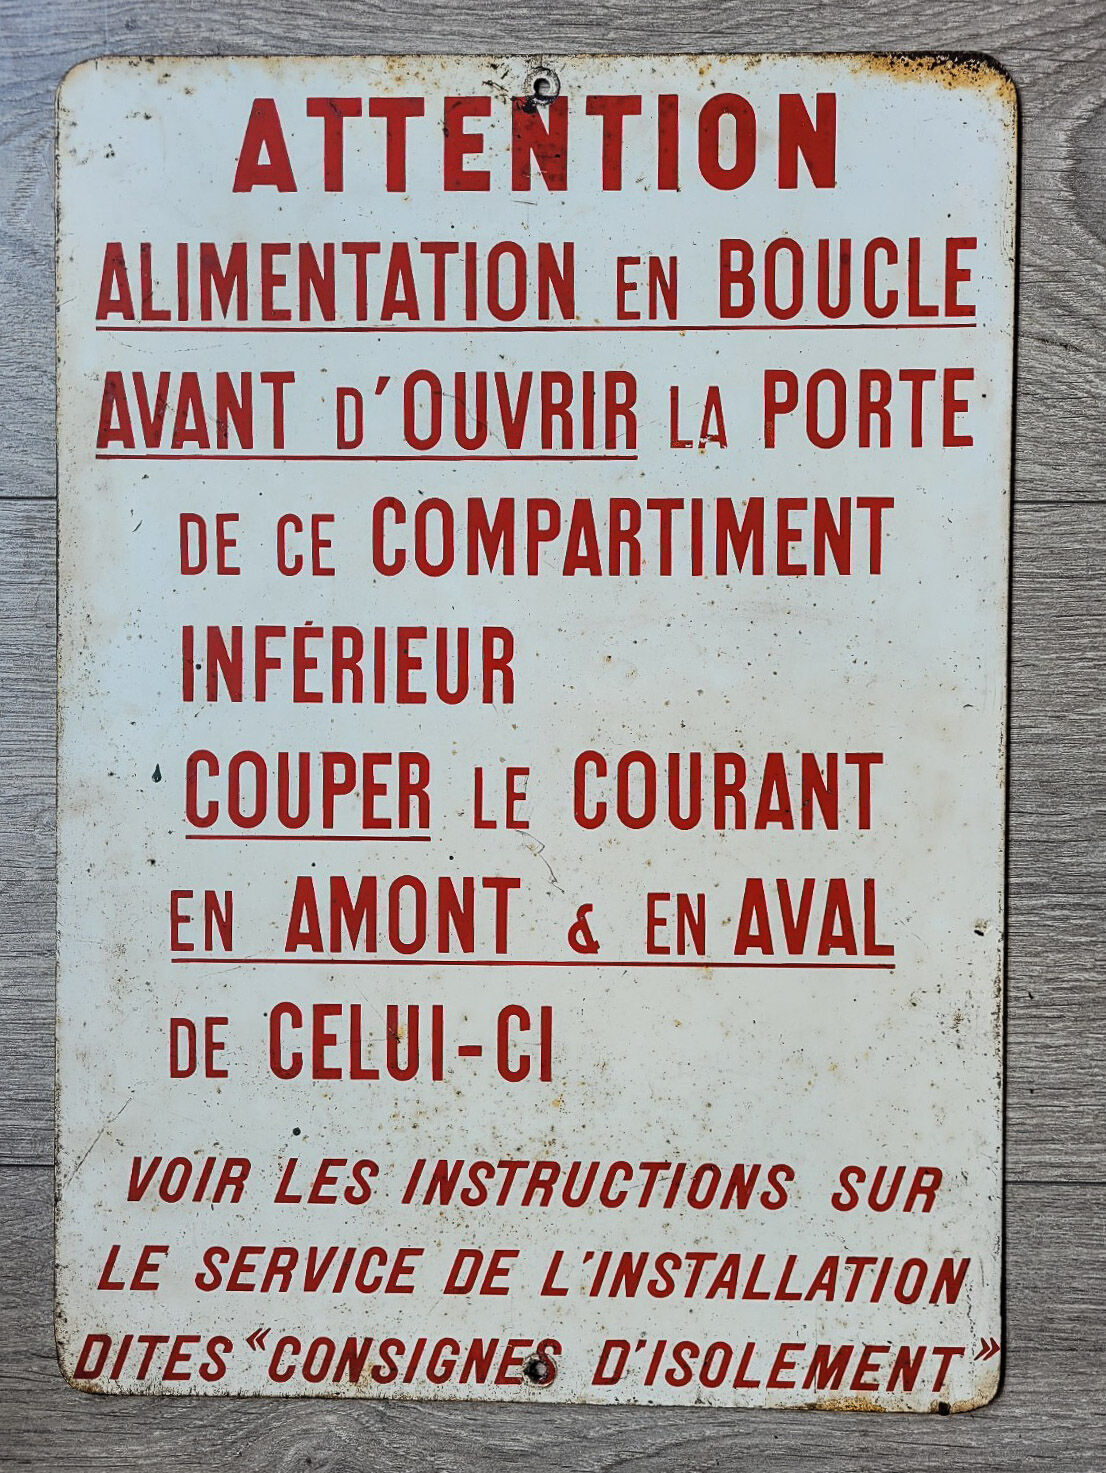 ATTENTION
ALIMENTATION EN BOUCLE
AVANT D'OUVRIR LA PORTE
DE CE COMPARTIMENT
INFÉRIEUR
COUPER LE COURANT
EN AMONT & EN AVAL
DE CELUI-CI
VOIR LES INSTRUCTIONS SUR
LE SERVICE DE L'INSTALLATION
DITES "CONSIGNES D'ISOLEMENT"